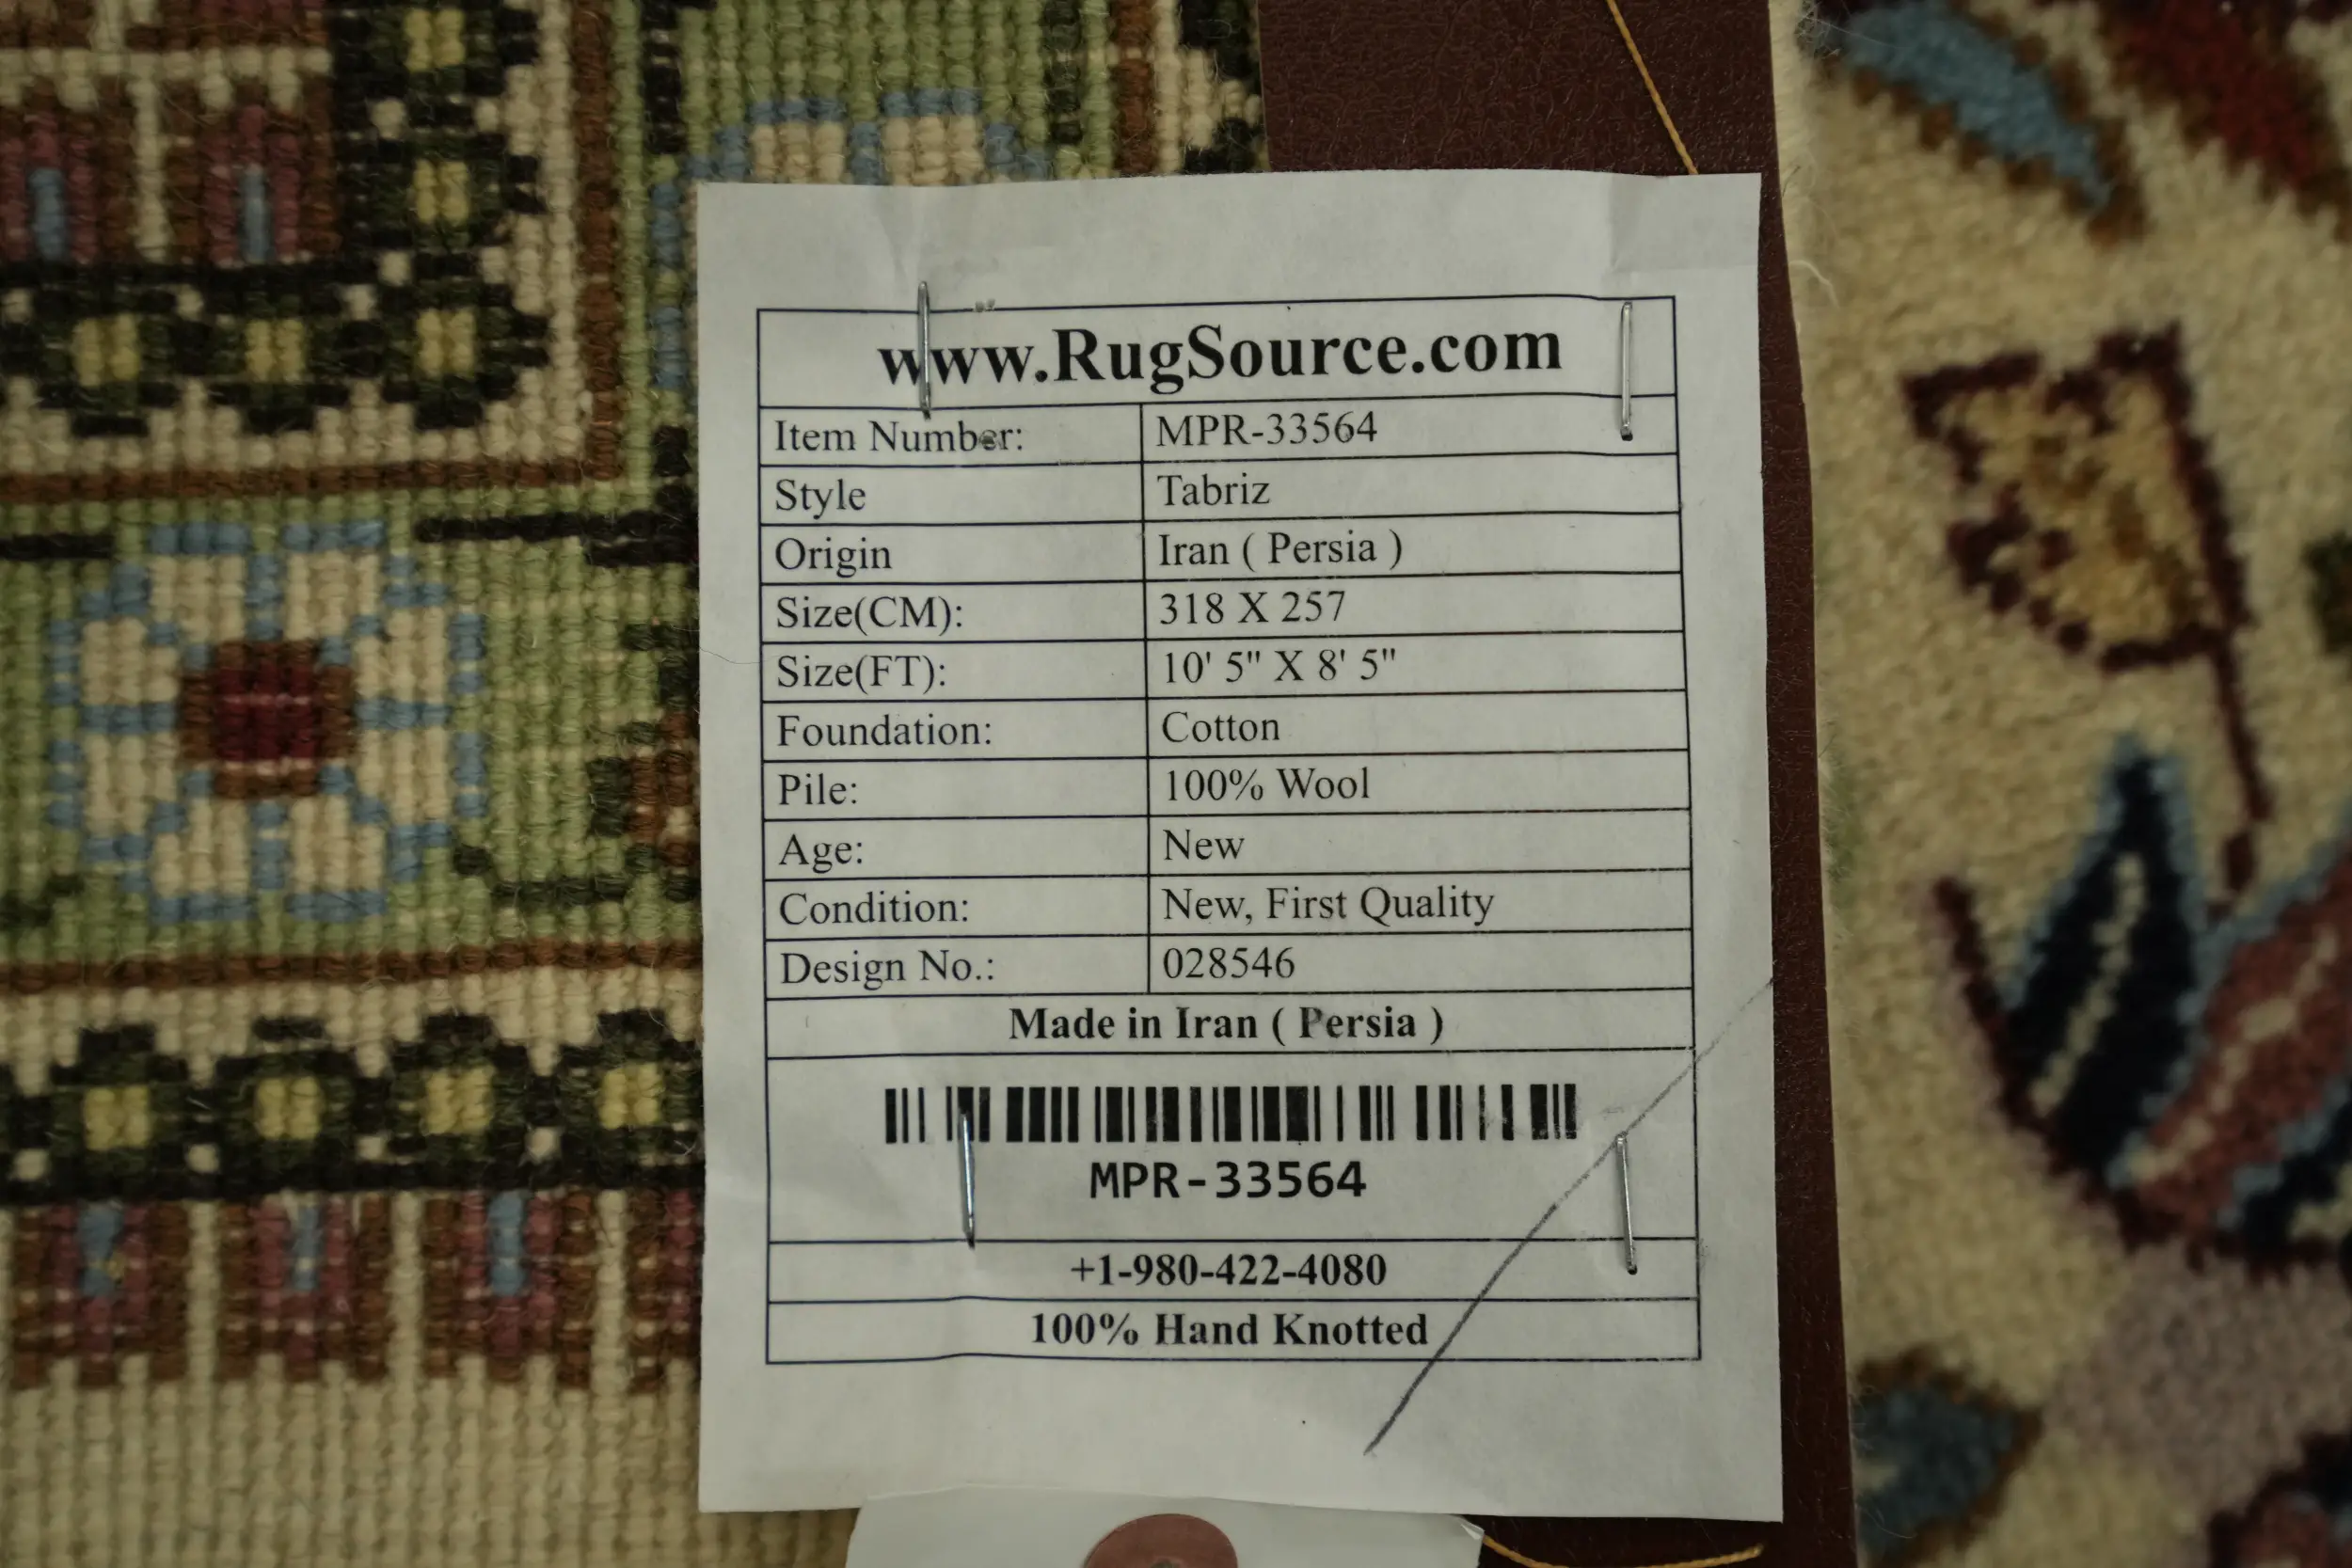 www.RugSource.com
Item Number: MPR-33564
Style Tabriz
Origin Iran ( Persia )
Size(CM): 318 X 257
Size(FT): 10' 5" X 8' 5"
Foundation: Cotton
Pile: 100% Wool
Age: New
Condition: New, First Quality
Design No.: 028546
Made in Iran ( Persia )
MPR-33564
+1-980-422-4080
100% Hand Knotted